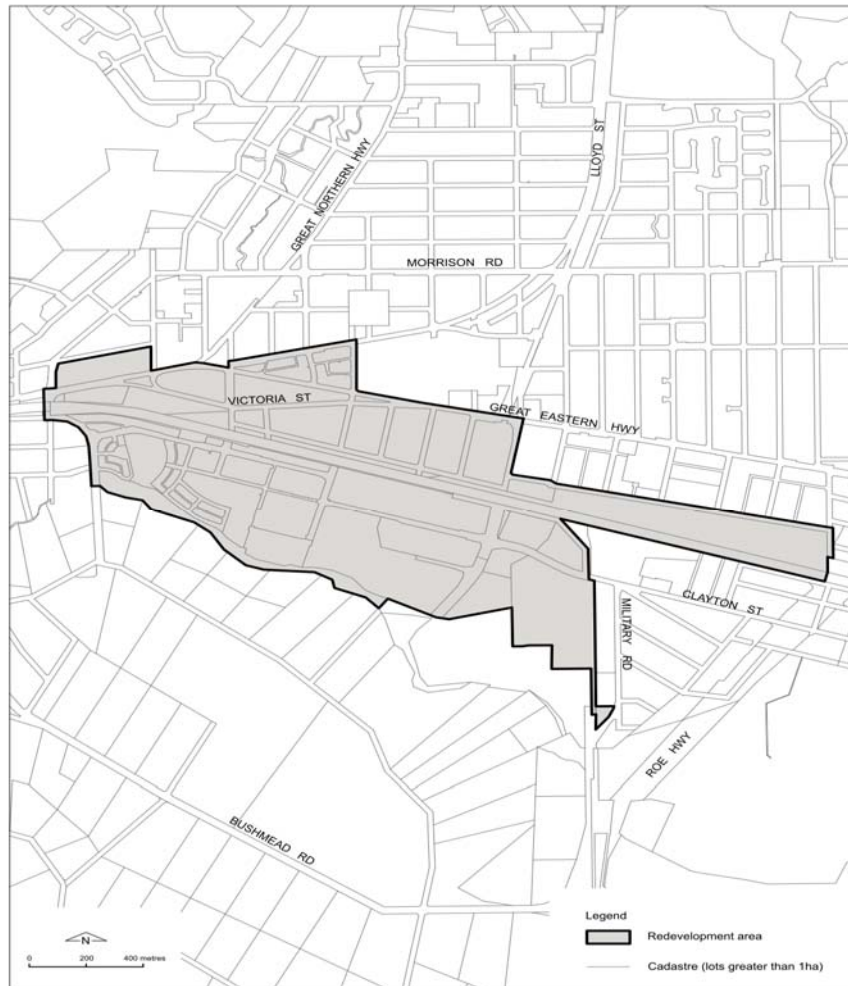 LLOYD ST
GREAT NORTHERN HWY
MORRISON RD
VICTORIA ST
GREAT EASTERN HWY
CLAYTON ST
MILITARY RD
ROE HWY
BUSHMEAD RD
Legend
Redevelopment area
Cadastre (lots greater than 1ha)
N
0 200 400 metres